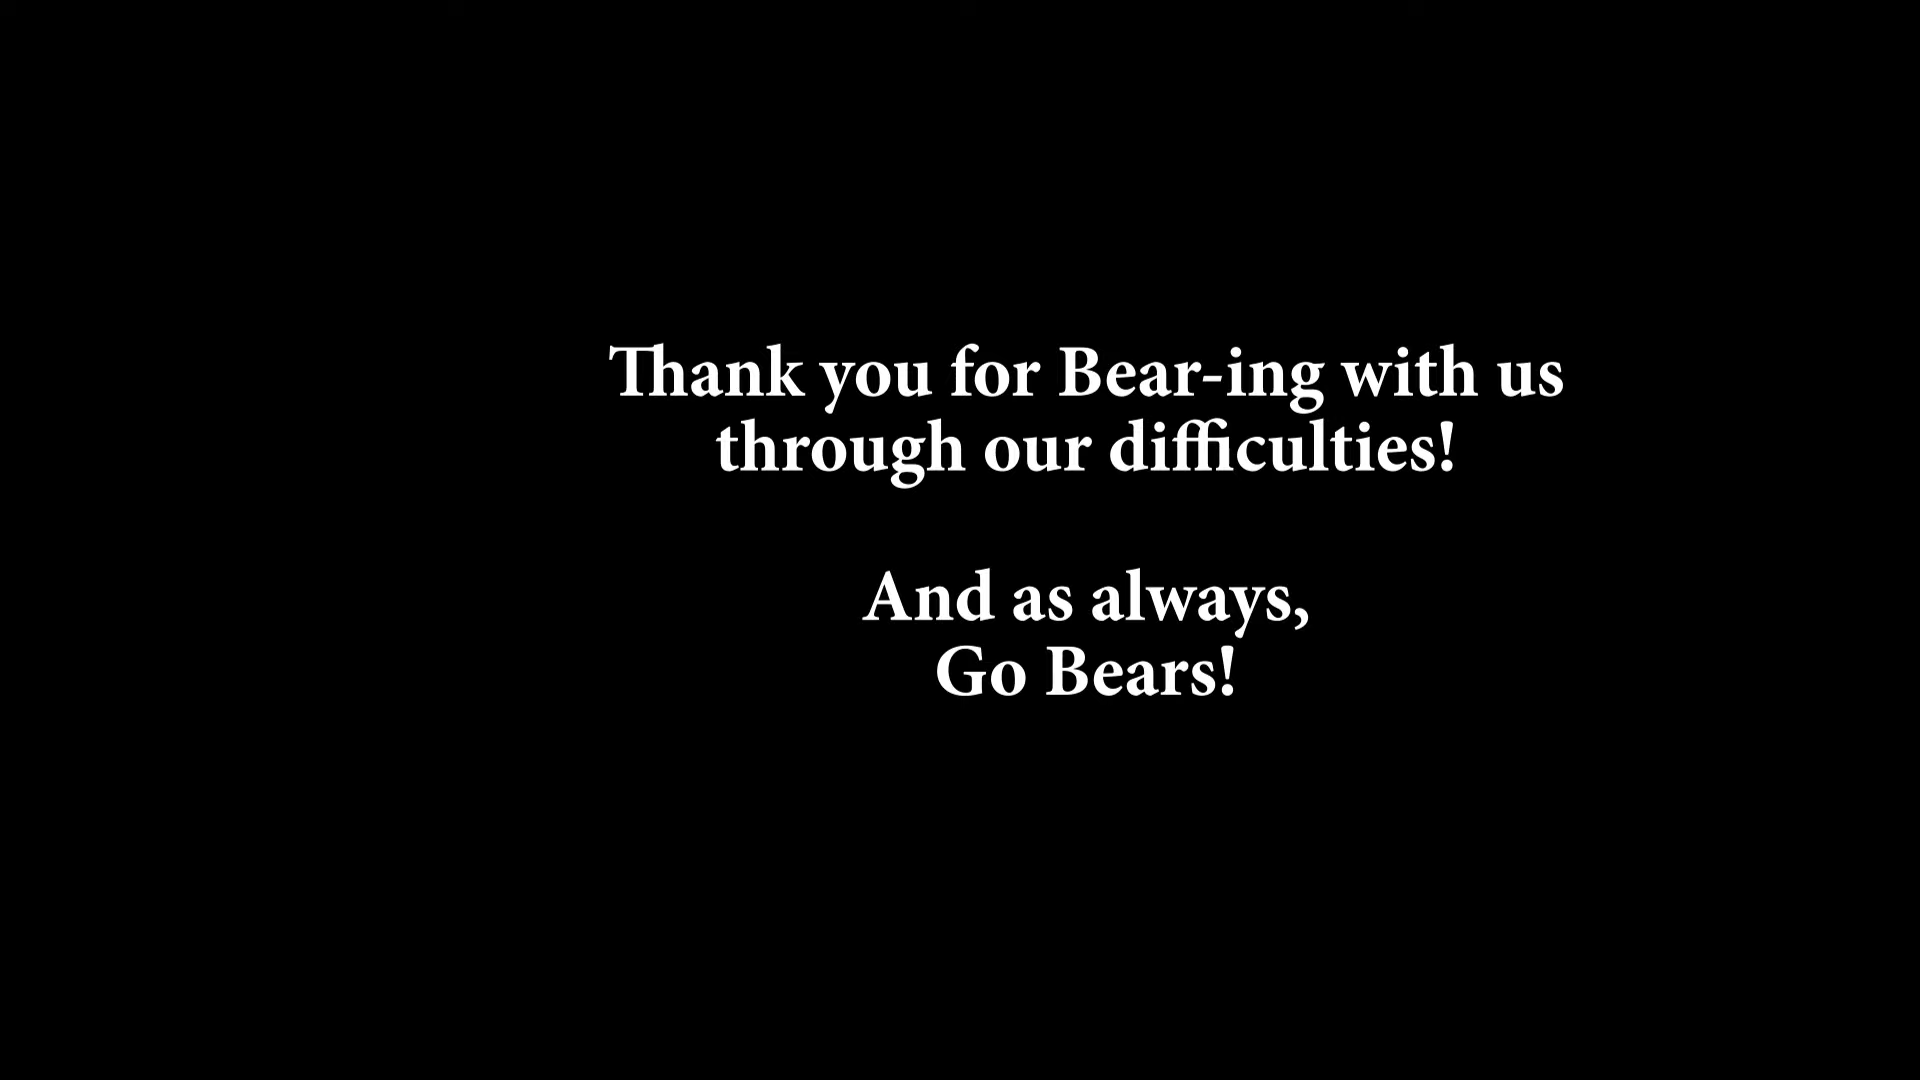 Thank you for Bear-ing with us
through our difficulties!
And as always,
Go Bears!